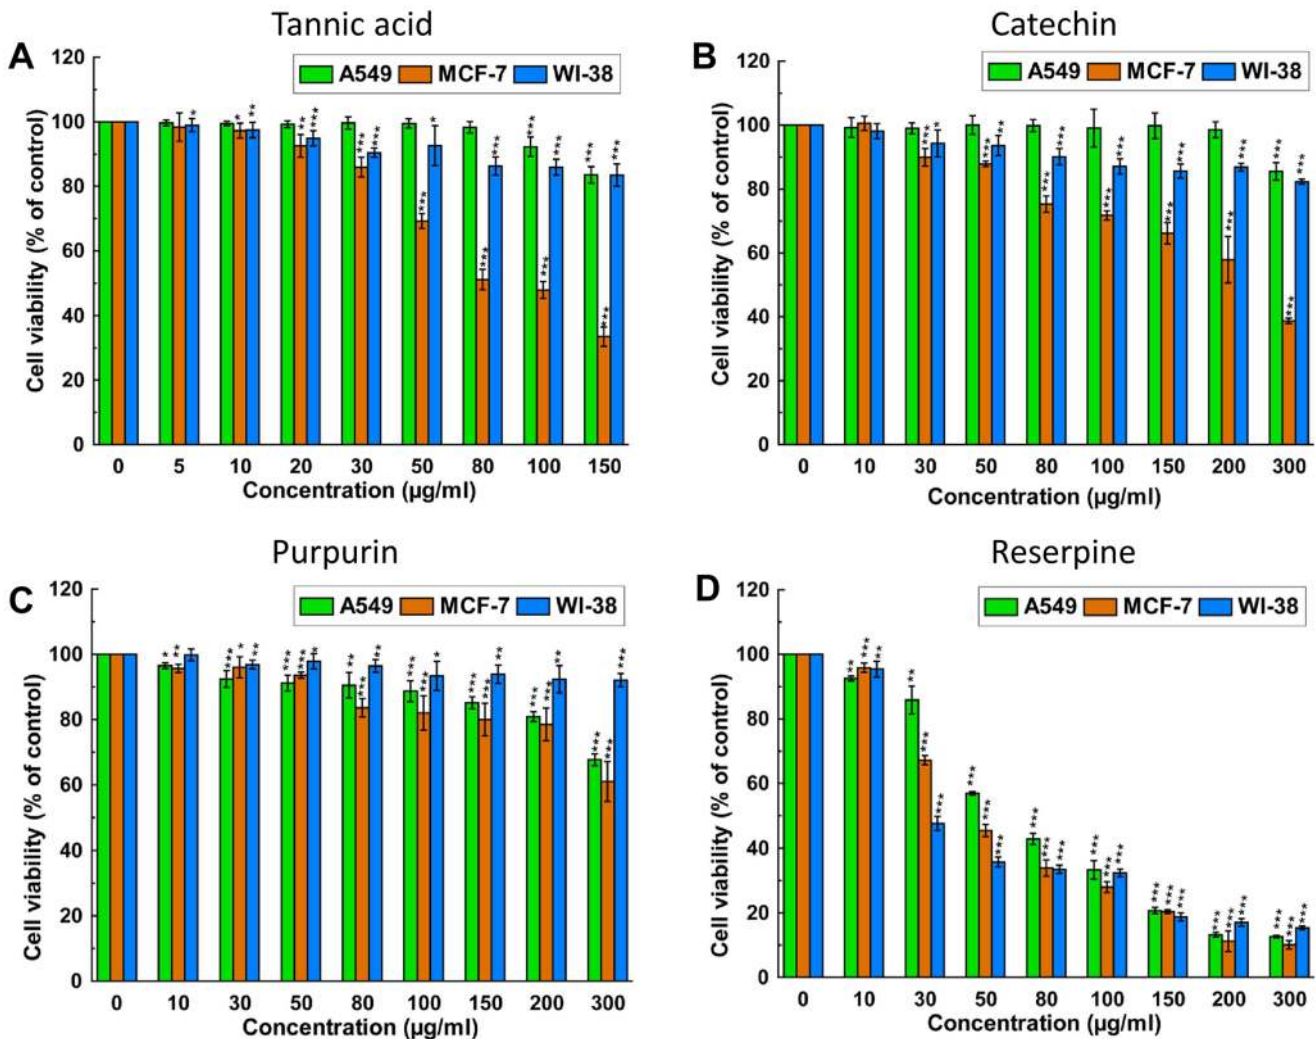 Tannic acid
A
120
100
80
60
40
20
0
Cell viability (% of control)
A549 MCF-7 WI-38
* * ** ** *** *** *** *** * *** *** *** *** *** *** ***
0 5 10 20 30 50 80 100 150
Concentration (µg/ml)
Catechin
B
120
100
80
60
40
20
0
Cell viability (% of control)
A549 MCF-7 WI-38
*** * *** ** *** *** *** *** *** *** *** *** *** *** ***
0 10 30 50 80 100 150 200 300
Concentration (µg/ml)
Purpurin
C
120
100
80
60
40
20
0
Cell viability (% of control)
A549 MCF-7 WI-38
* ** *** * ** *** *** * ** *** ** *** *** * *** *** ** *** *** ** *** *** ***
0 10 30 50 80 100 150 200 300
Concentration (µg/ml)
Reserpine
D
120
100
80
60
40
20
0
Cell viability (% of control)
A549 MCF-7 WI-38
** *** ** ** *** *** *** *** *** *** *** *** *** *** *** *** *** *** *** *** *** *** *** ***
0 10 30 50 80 100 150 200 300
Concentration (µg/ml)